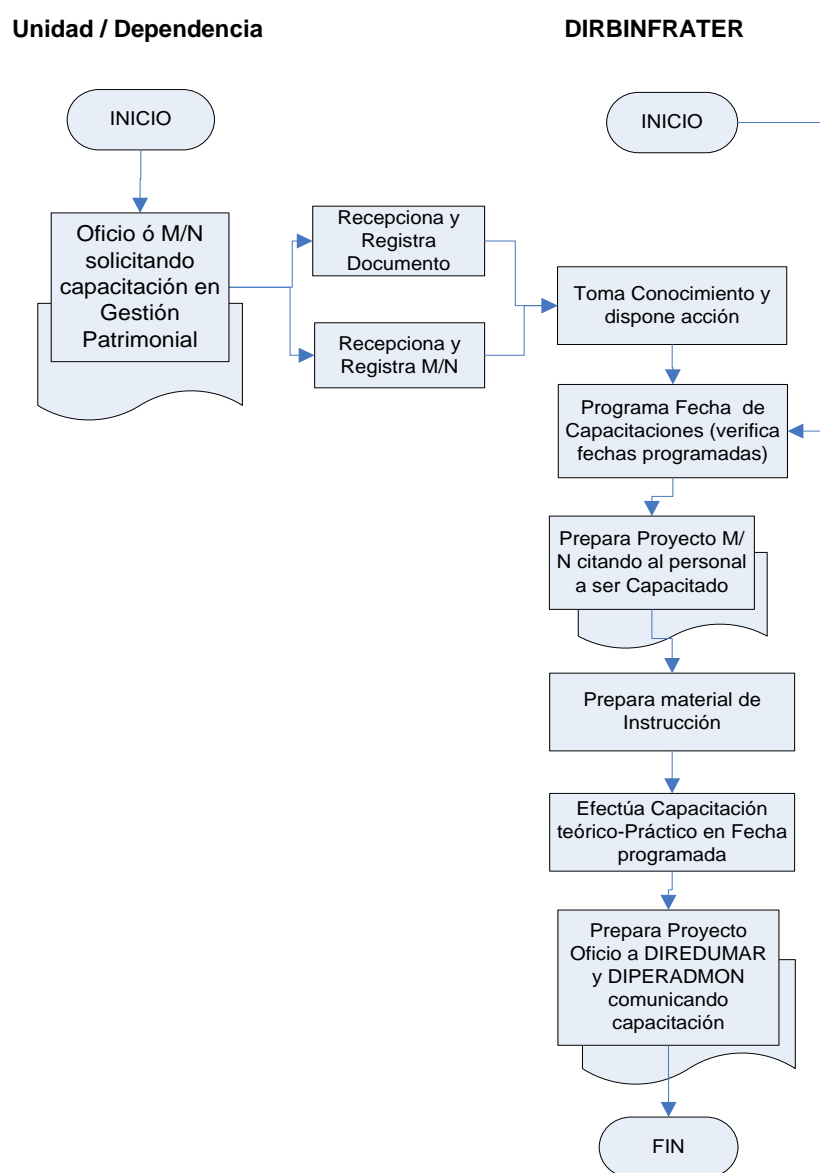 Unidad / Dependencia
DIRBINFRATER
INICIO
INICIO
Oficio ó M/N
solicitando
capacitación en
Gestión
Patrimonial
Recepciona y
Registra
Documento
Recepciona y
Registra M/N
Toma Conocimiento y
dispone acción
Programa Fecha de
Capacitaciones (verifica
fechas programadas)
Prepara Proyecto M/
N citando al personal
a ser Capacitado
Prepara material de
Instrucción
Efectúa Capacitación
teórico-Práctico en Fecha
programada
Prepara Proyecto
Oficio a DIREDUMAR
y DIPERADMON
comunicando
capacitación
FIN